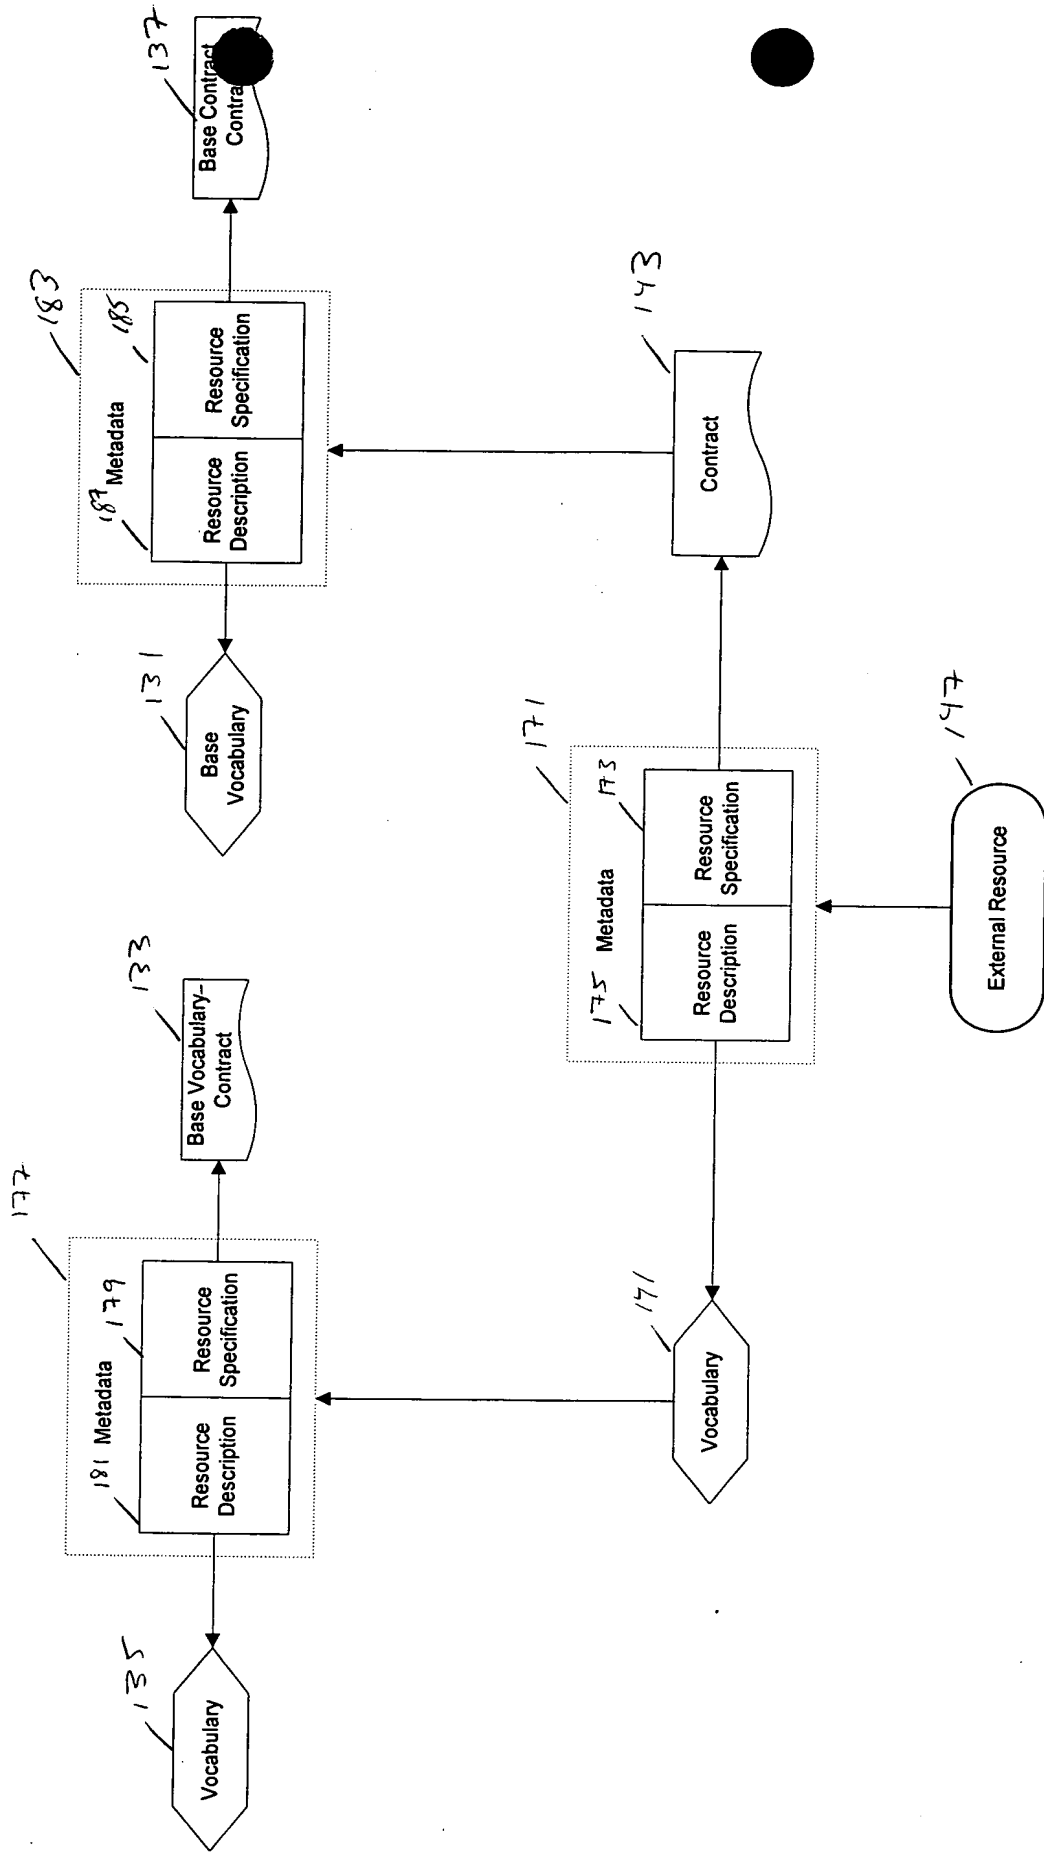 177
183
135
181 Metadata 179
133
131
187 Metadata 185
137
Vocabulary
Resource
Description
Resource
Specification
Base Vocabulary–
Contract
Base
Vocabulary
Resource
Description
Resource
Specification
Base Contract
141
171
143
175 Metadata 173
Vocabulary
Resource
Description
Resource
Specification
Contract
147
External Resource